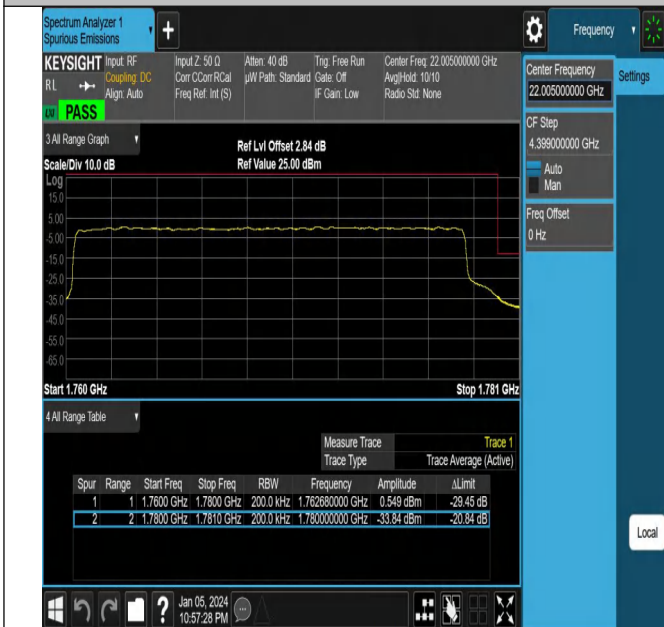 Spectrum Analyzer 1
Spurious Emissions
+
Frequency
KEYSIGHT Input: RF Input Z: 50 Ω Atten: 40 dB Trig: Free Run Center Freq: 22.005000000 GHz
RL Coupling: DC Corr CCorr RCal µW Path: Standard Gate: Off Avg|Hold: 10/10
Align: Auto Freq Ref: Int (S) IF Gain: Low Radio Std: None
PASS
Center Frequency
22.005000000 GHz
Settings
CF Step
4.399000000 GHz
Auto
Man
Freq Offset
0 Hz
3 All Range Graph
Ref Lvl Offset 2.84 dB
Scale/Div 10.0 dB Ref Value 25.00 dBm
Log
15.0
5.00
-5.00
-15.0
-25.0
-35.0
-45.0
-55.0
-65.0
Start 1.760 GHz Stop 1.781 GHz
4 All Range Table
Measure Trace Trace 1
Trace Type Trace Average (Active)
Spur Range Start Freq Stop Freq RBW Frequency Amplitude ΔLimit
1 1 1.7600 GHz 1.7800 GHz 200.0 kHz 1.762680000 GHz 0.549 dBm -29.45 dB
2 2 1.7800 GHz 1.7810 GHz 200.0 kHz 1.780000000 GHz -33.84 dBm -20.84 dB
Local
? Jan 05, 2024
10:57:28 PM